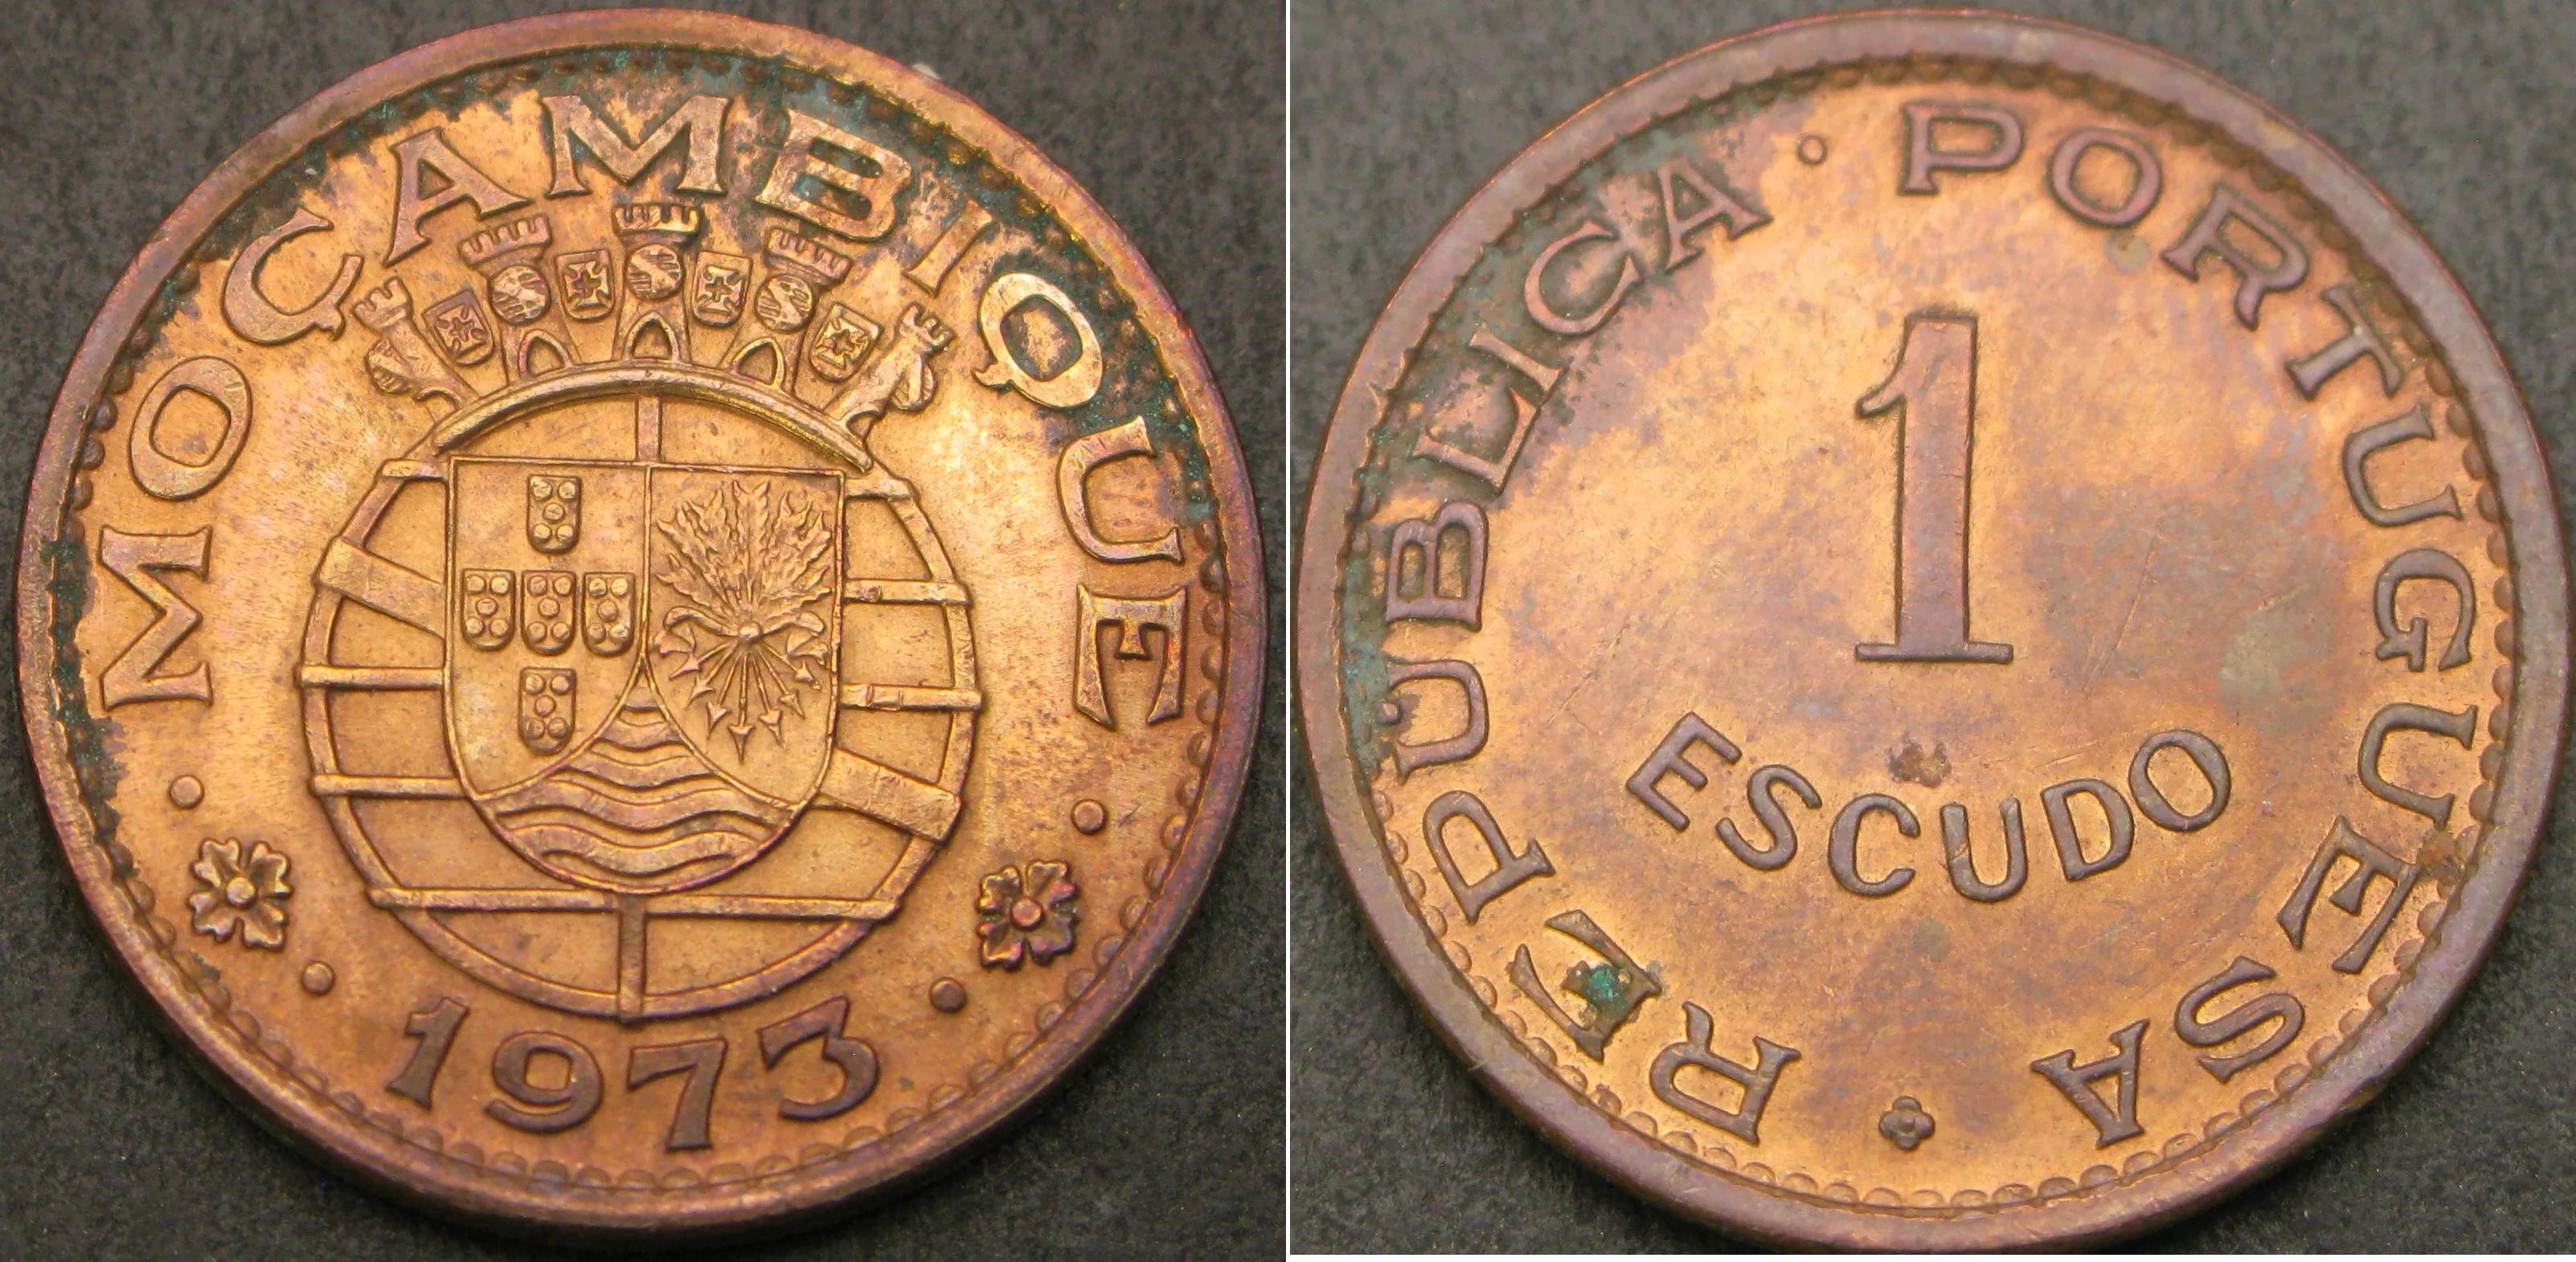 MOÇAMBIQUE
1973
REPÚBLICA · PORTUGUESA
1
ESCUDO